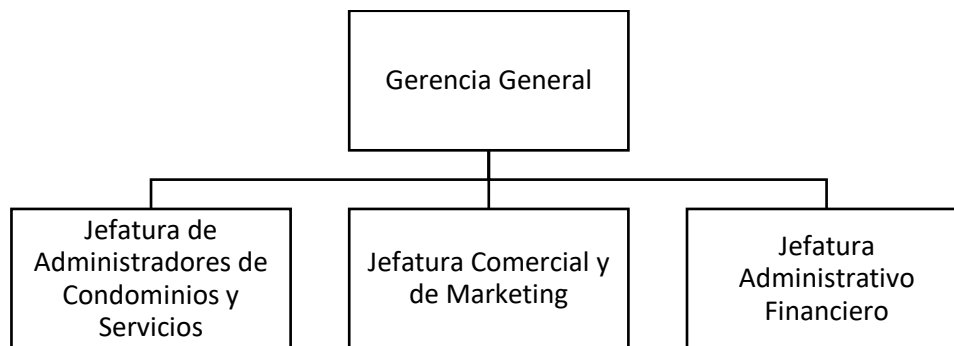 Gerencia General
Jefatura de
Administradores de
Condominios y
Servicios
Jefatura Comercial y
de Marketing
Jefatura
Administrativo
Financiero